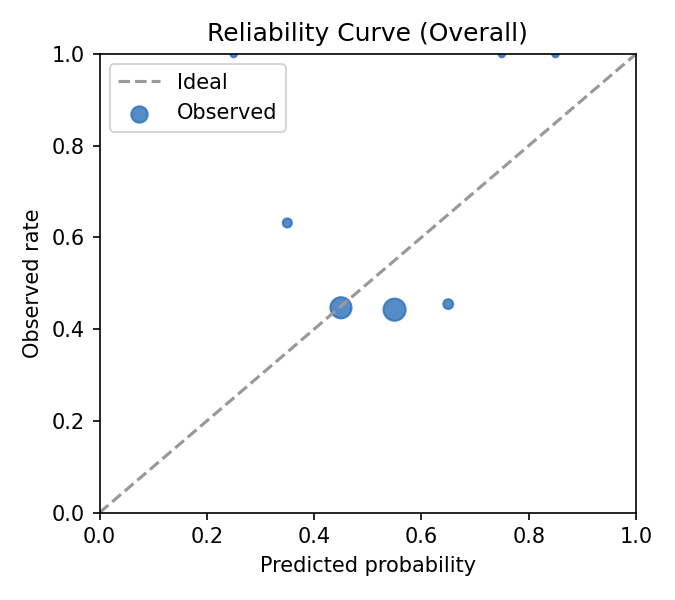 Reliability Curve (Overall)
Ideal
Observed
1.0
0.8
0.6
0.4
0.2
0.0
Observed rate
0.0 0.2 0.4 0.6 0.8 1.0
Predicted probability